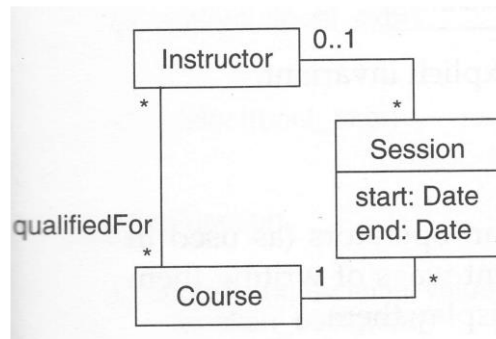 Instructor
0..1
*
*
Session
start: Date
end: Date
qualifiedFor
*
*
Course
1